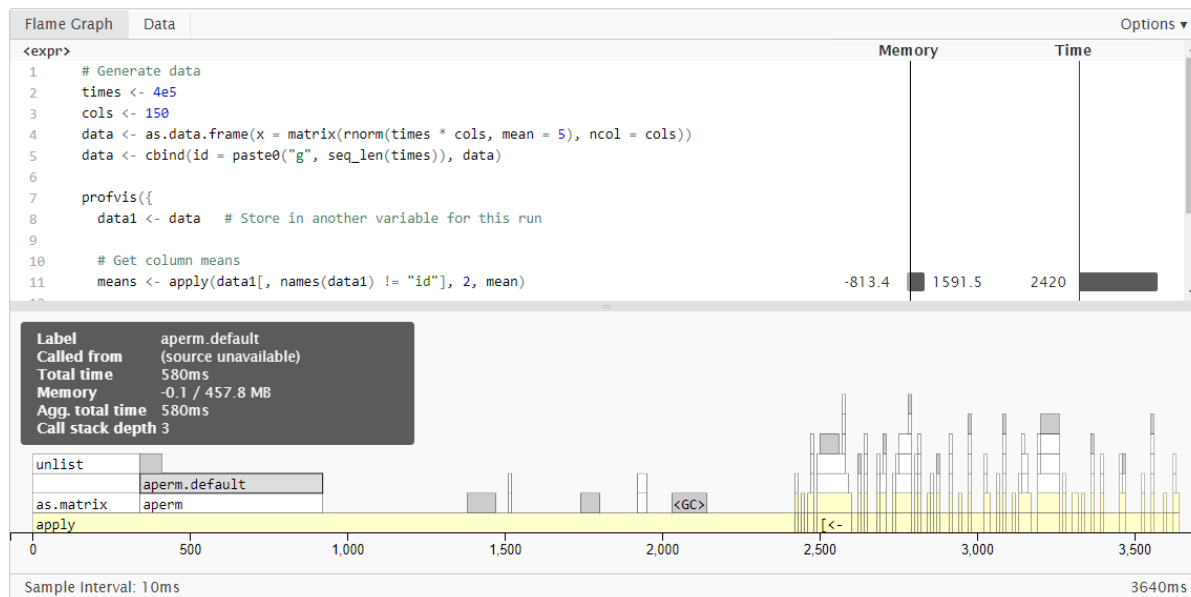 Flame Graph Data Options ▾
<expr> Memory Time
1 # Generate data
2 times <- 4e5
3 cols <- 150
4 data <- as.data.frame(x = matrix(rnorm(times * cols, mean = 5), ncol = cols))
5 data <- cbind(id = paste0("g", seq_len(times)), data)
6
7 profvis({
8 data1 <- data # Store in another variable for this run
9
10 # Get column means
11 means <- apply(data1[, names(data1) != "id"], 2, mean) -813.4 1591.5 2420
Label aperm.default
Called from (source unavailable)
Total time 580ms
Memory -0.1 / 457.8 MB
Agg. total time 580ms
Call stack depth 3
unlist
aperm.default
as.matrix aperm <GC>
apply [<-
0 500 1,000 1,500 2,000 2,500 3,000 3,500
Sample Interval: 10ms 3640ms